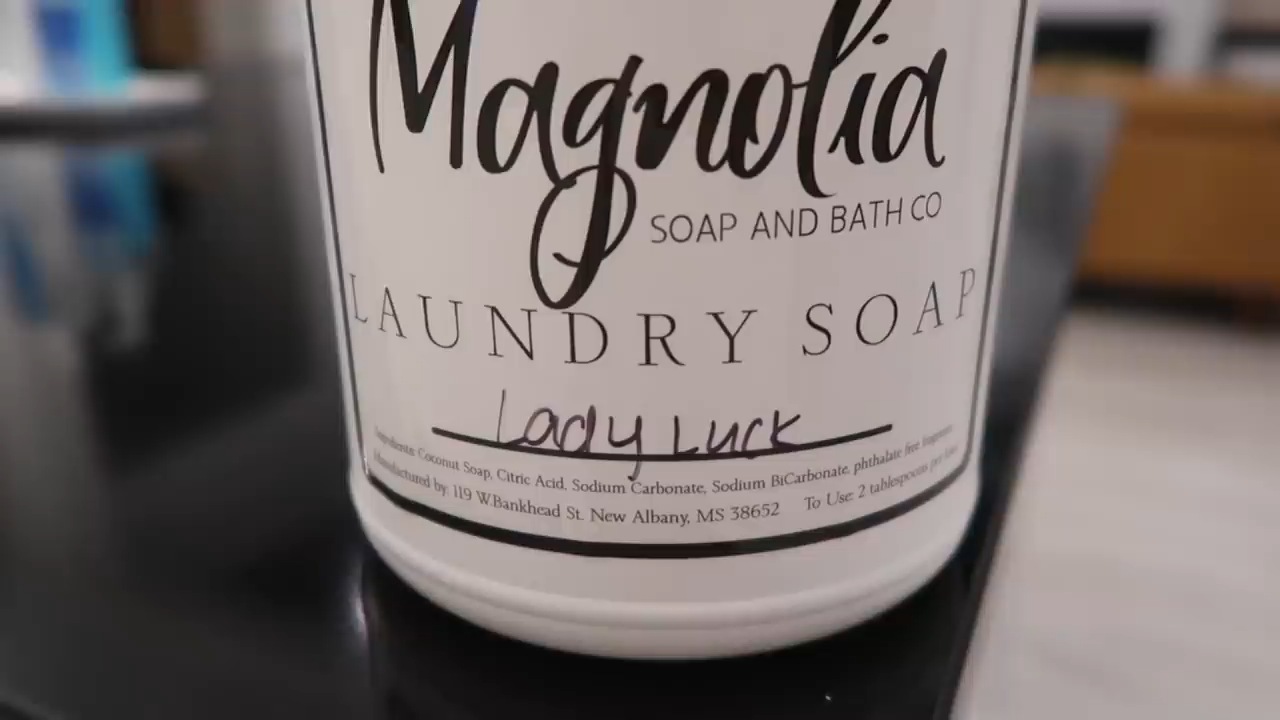 Magnolia
SOAP AND BATH CO
LAUNDRY SOAP
Lady Luck
Ingredients: Coconut Soap, Citric Acid, Sodium Carbonate, Sodium BiCarbonate, phthalate free fragrance
Manufactured by: 119 W.Bankhead St. New Albany, MS 38652 To Use: 2 tablespoons per load